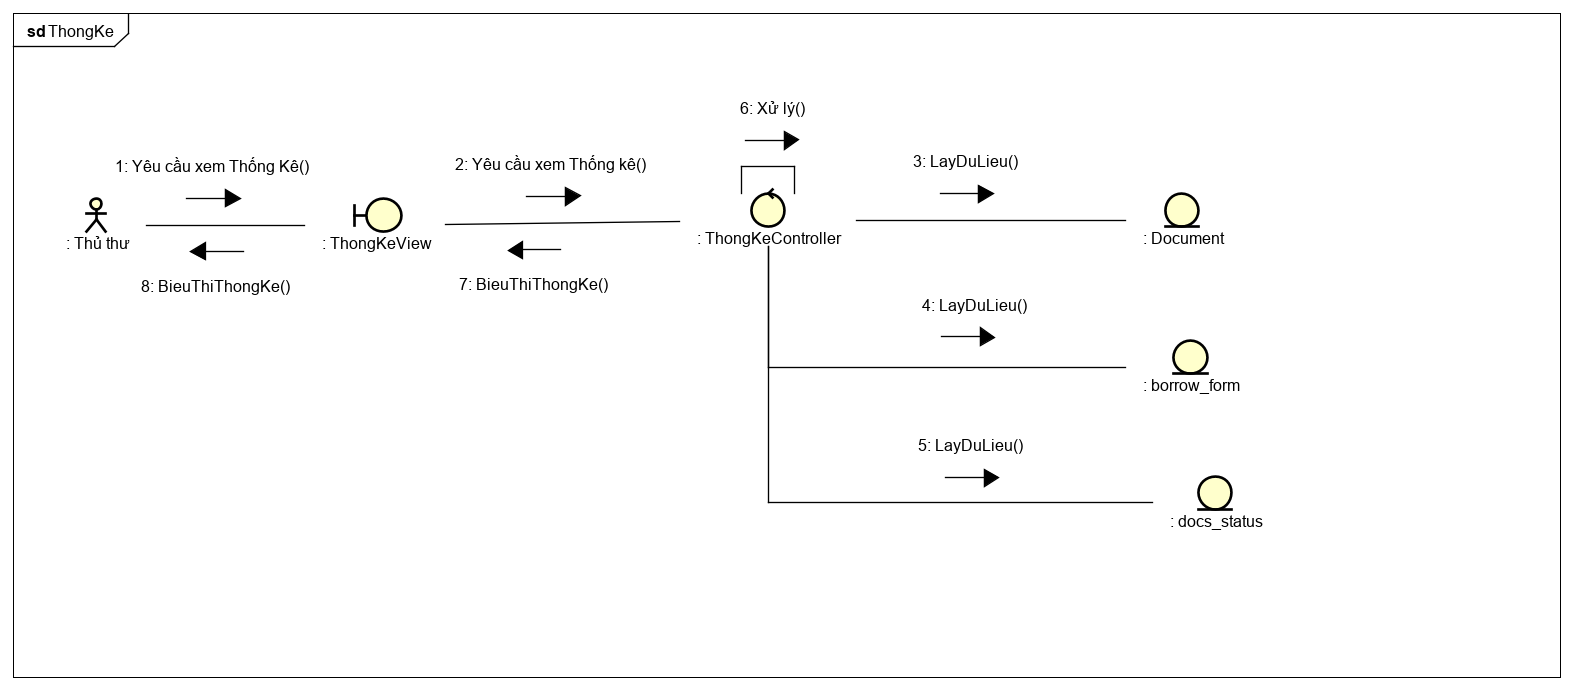 sd ThongKe
6: Xử lý()
1: Yêu cầu xem Thống Kê()
2: Yêu cầu xem Thống kê()
3: LayDuLieu()
: Thủ thư
: ThongKeView
: ThongKeController
: Document
8: BieuThiThongKe()
7: BieuThiThongKe()
4: LayDuLieu()
: borrow_form
5: LayDuLieu()
: docs_status